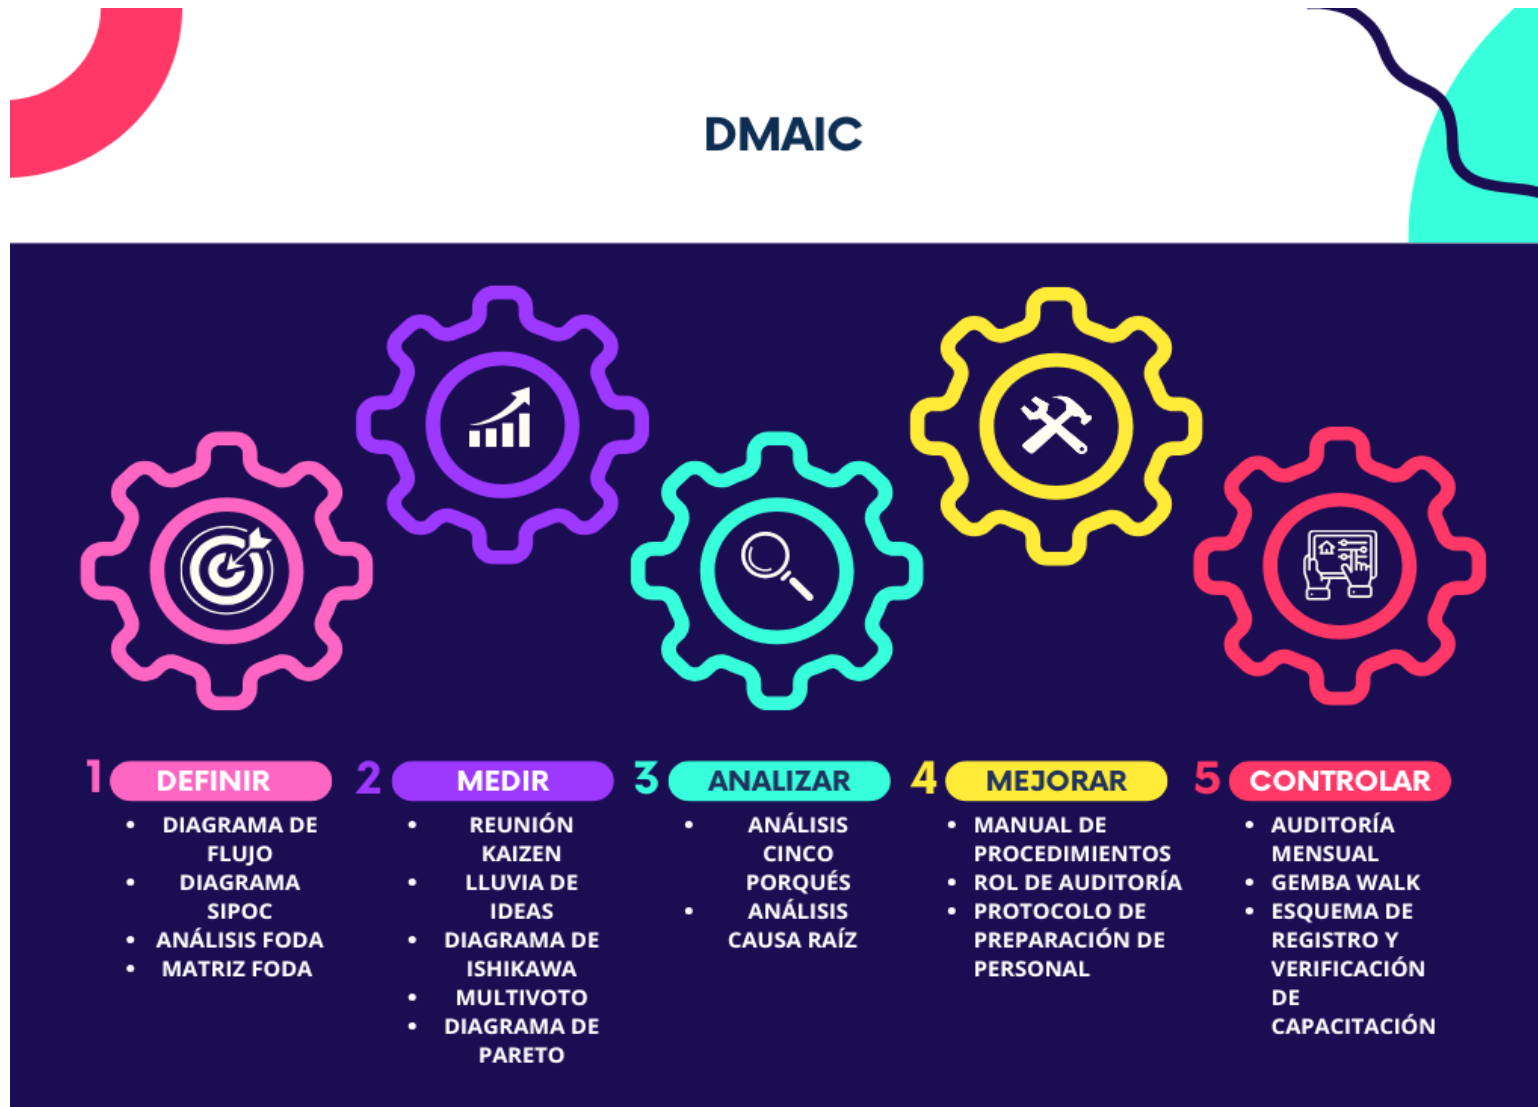 DMAIC
1 DEFINIR
• DIAGRAMA DE
FLUJO
• DIAGRAMA
SIPOC
• ANÁLISIS FODA
• MATRIZ FODA
2 MEDIR
• REUNIÓN
KAIZEN
• LLUVIA DE
IDEAS
• DIAGRAMA DE
ISHIKAWA
• MULTIVOTO
• DIAGRAMA DE
PARETO
3 ANALIZAR
• ANÁLISIS
CINCO
PORQUÉS
• ANÁLISIS
CAUSA RAÍZ
4 MEJORAR
• MANUAL DE
PROCEDIMIENTOS
• ROL DE AUDITORÍA
• PROTOCOLO DE
PREPARACIÓN DE
PERSONAL
5 CONTROLAR
• AUDITORÍA
MENSUAL
• GEMBA WALK
• ESQUEMA DE
REGISTRO Y
VERIFICACIÓN
DE
CAPACITACIÓN